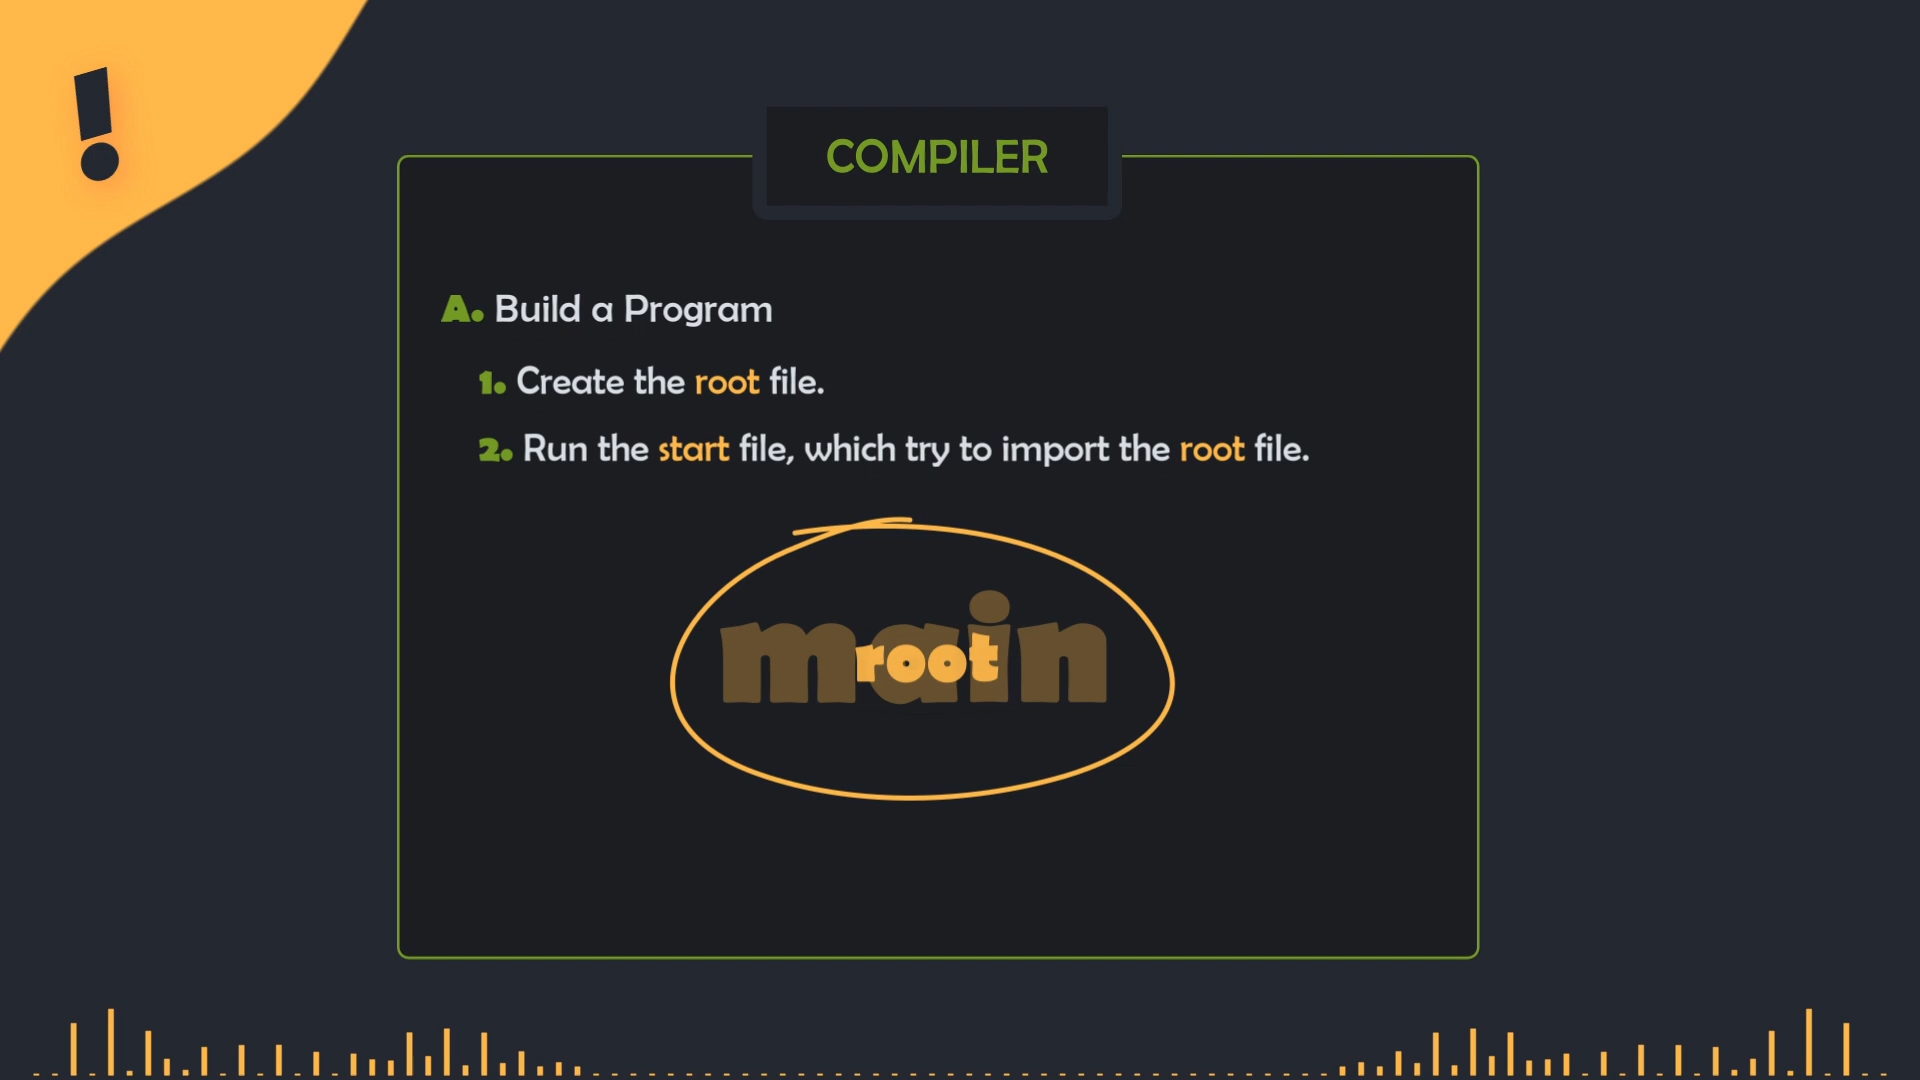 !
COMPILER
A. Build a Program
1. Create the root file.
2. Run the start file, which try to import the root file.
main
root